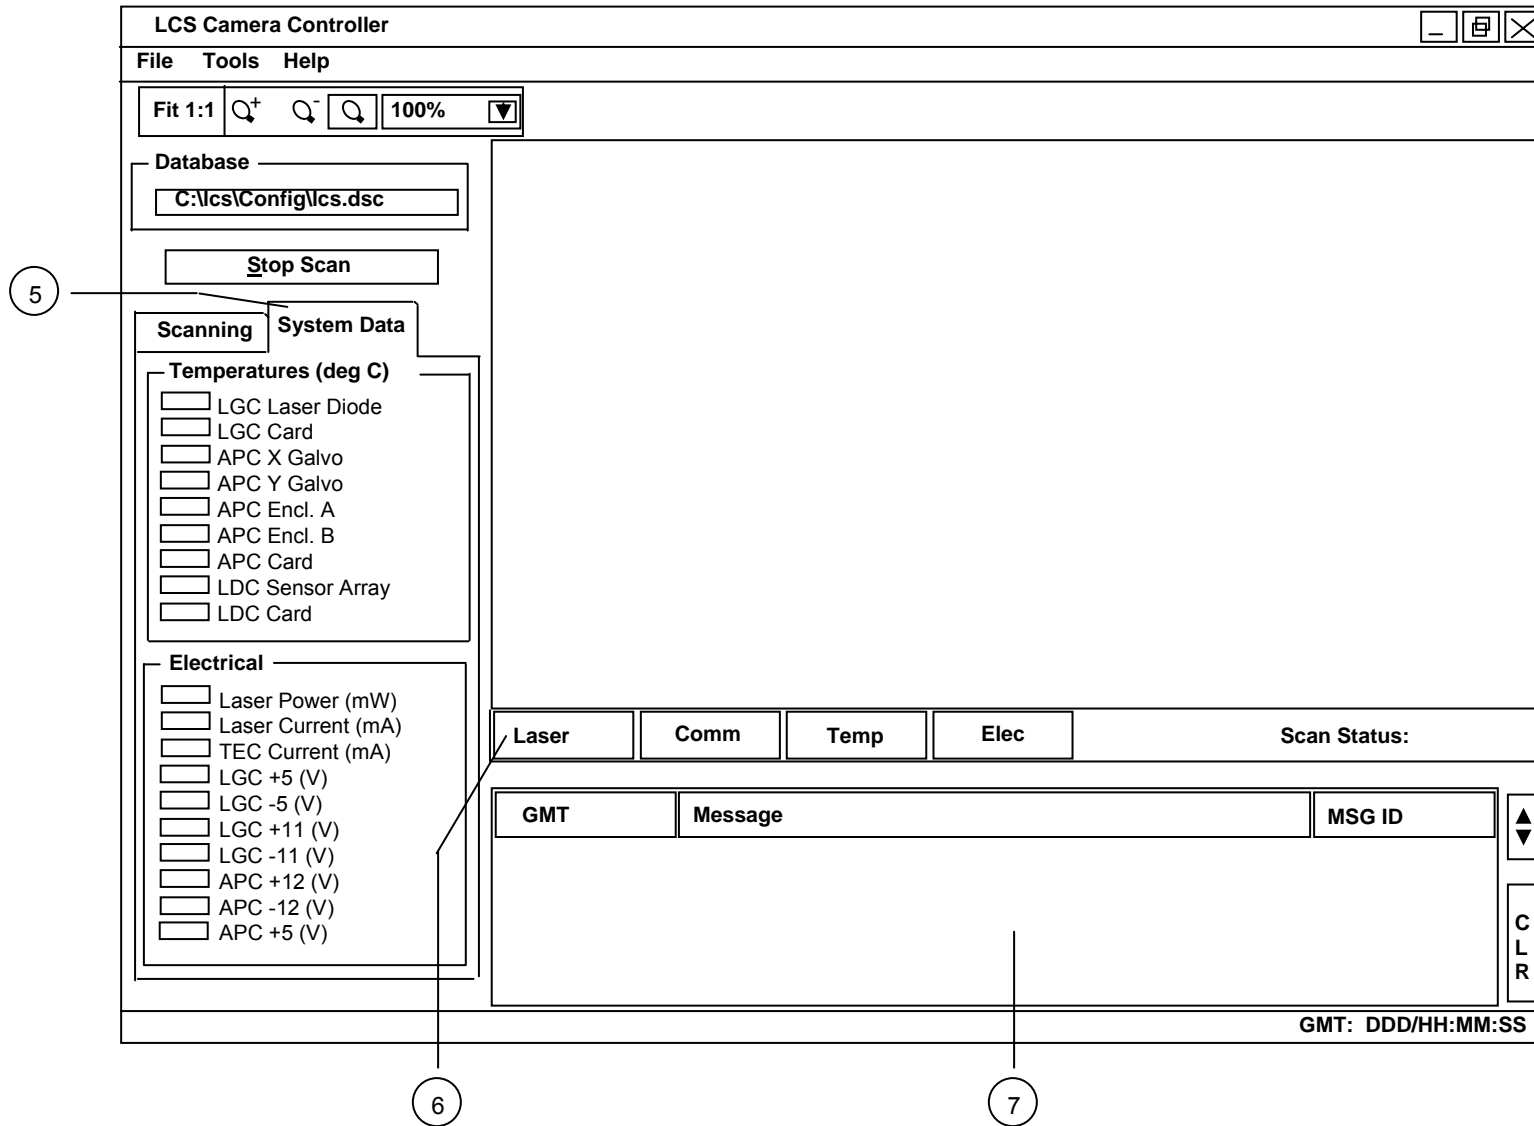 LCS Camera Controller
File Tools Help
Fit 1:1 + - 100%
Database
C:\lcs\Config\lcs.dsc
Stop Scan
5
Scanning System Data
Temperatures (deg C)
LGC Laser Diode
LGC Card
APC X Galvo
APC Y Galvo
APC Encl. A
APC Encl. B
APC Card
LDC Sensor Array
LDC Card
Electrical
Laser Power (mW)
Laser Current (mA)
TEC Current (mA)
LGC +5 (V)
LGC -5 (V)
LGC +11 (V)
LGC -11 (V)
APC +12 (V)
APC -12 (V)
APC +5 (V)
Laser Comm Temp Elec Scan Status:
GMT Message MSG ID
C
L
R
GMT: DDD/HH:MM:SS
6 7